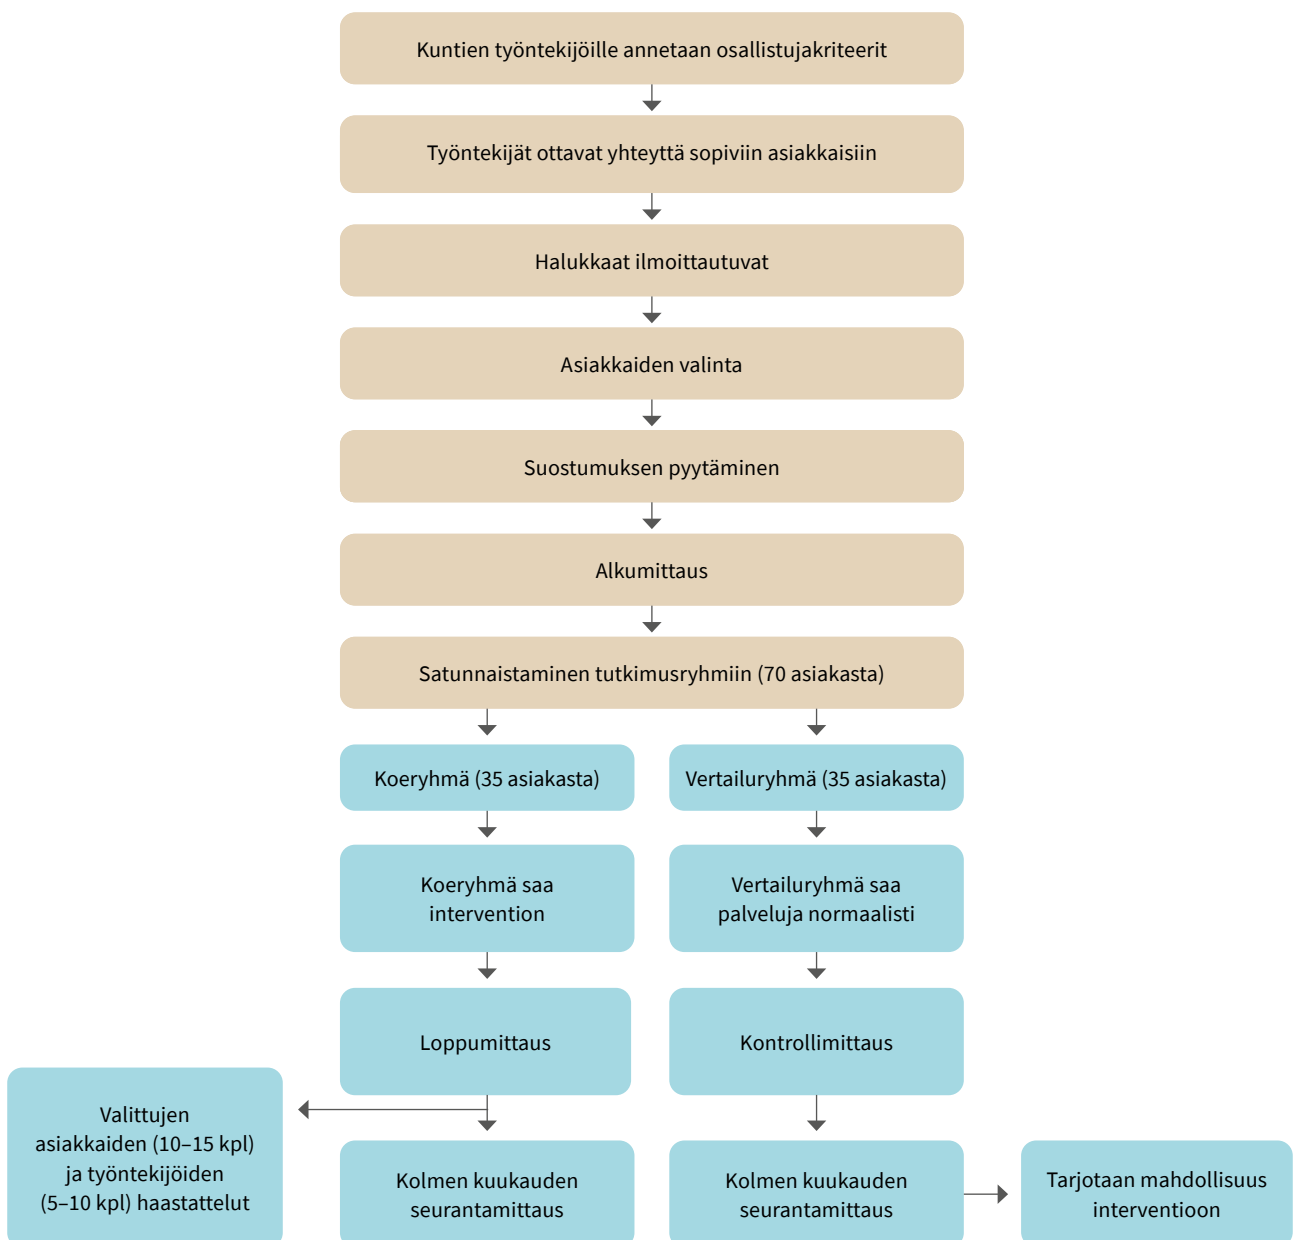 Kuntien työntekijöille annetaan osallistujakriteerit
Työntekijät ottavat yhteyttä sopiviin asiakkaisiin
Halukkaat ilmoittautuvat
Asiakkaiden valinta
Suostumuksen pyytäminen
Alkumittaus
Satunnaistaminen tutkimusryhmiin (70 asiakasta)
Koeryhmä (35 asiakasta)
Vertailuryhmä (35 asiakasta)
Koeryhmä saa
intervention
Vertailuryhmä saa
palveluja normaalisti
Loppumittaus
Kontrollimittaus
Valittujen
asiakkaiden (10–15 kpl)
ja työntekijöiden
(5–10 kpl) haastattelut
Kolmen kuukauden
seurantamittaus
Kolmen kuukauden
seurantamittaus
Tarjotaan mahdollisuus
interventioon